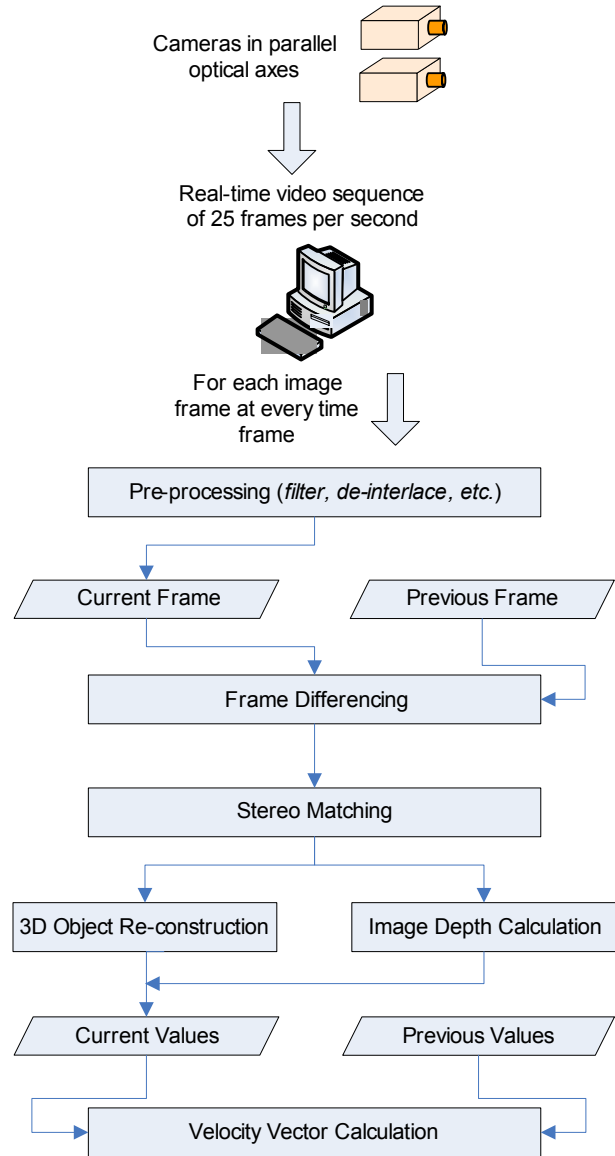 Cameras in parallel
optical axes
Real-time video sequence
of 25 frames per second
For each image
frame at every time
frame
Pre-processing (filter, de-interlace, etc.)
Current Frame
Previous Frame
Frame Differencing
Stereo Matching
3D Object Re-construction
Image Depth Calculation
Current Values
Previous Values
Velocity Vector Calculation